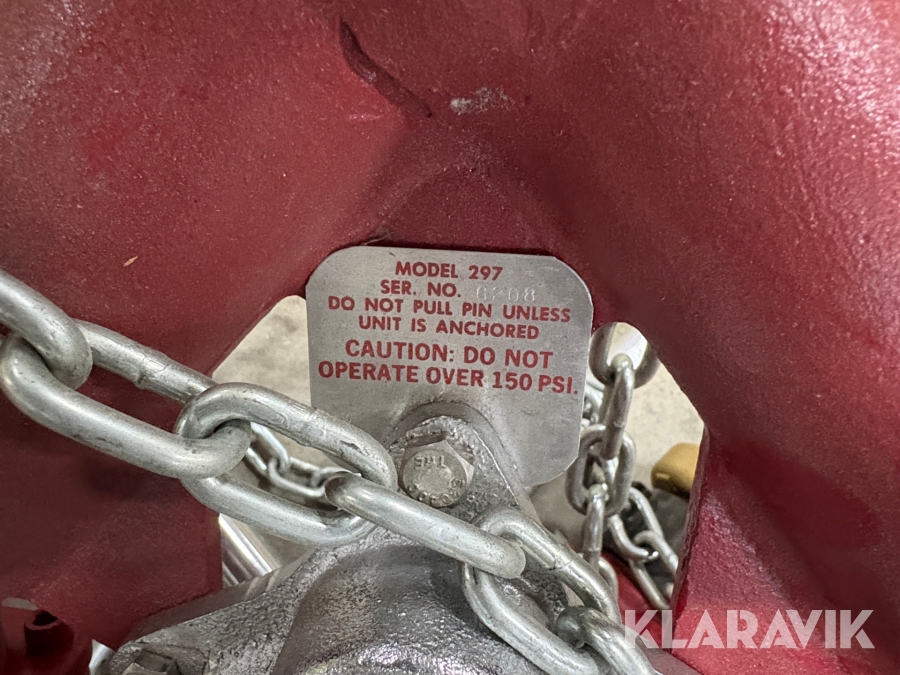 MODEL 297
SER. NO.
DO NOT PULL PIN UNLESS
UNIT IS ANCHORED
CAUTION: DO NOT
OPERATE OVER 150 PSI.
KLARAVIK